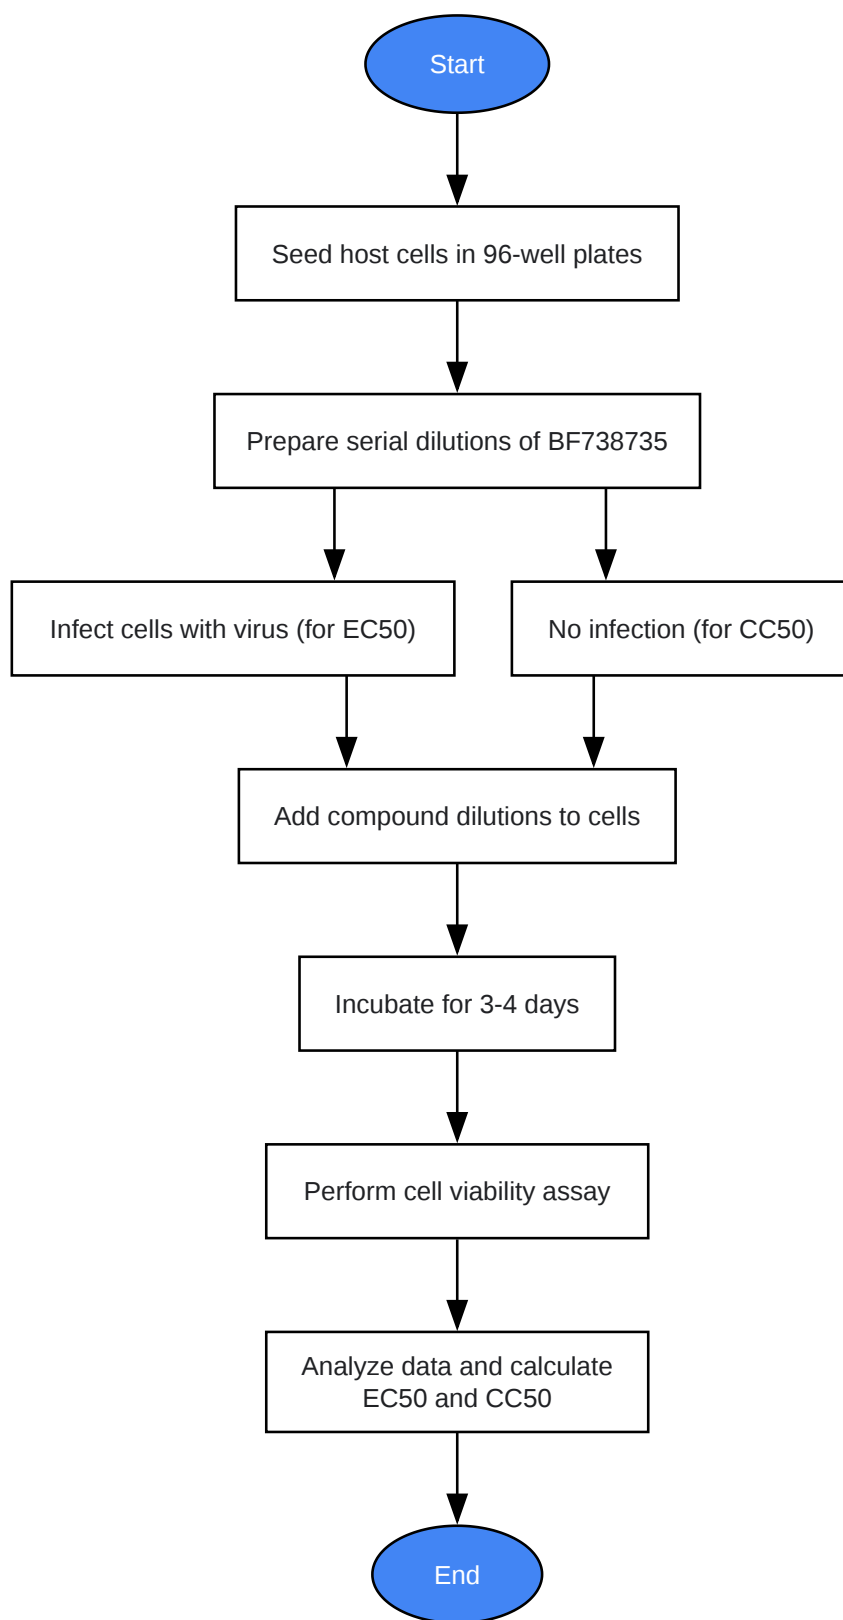 Start
Seed host cells in 96-well plates
Prepare serial dilutions of BF738735
Infect cells with virus (for EC50)
No infection (for CC50)
Add compound dilutions to cells
Incubate for 3-4 days
Perform cell viability assay
Analyze data and calculate
EC50 and CC50
End